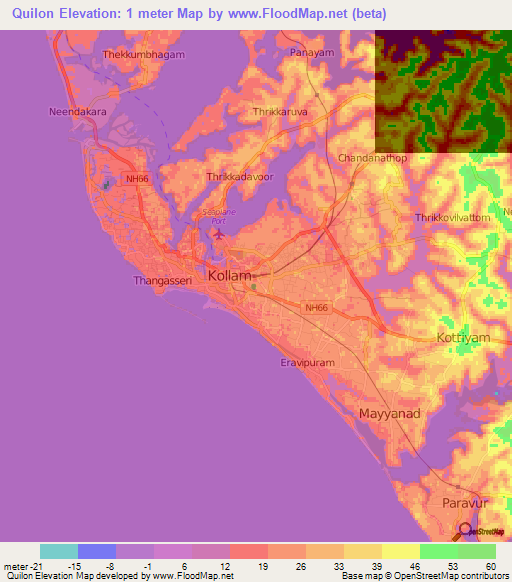 Quilon Elevation: 1 meter Map by www.FloodMap.net (beta)
Thekkumbhagam
Panayam
Neendakara
Thrikkaruva
Chandanathop
NH66
Thrikkadavoor
Seaplane
Port
Thrikkovilvattom
Ne
Kollam
Thangasseri
NH66
Kottiyam
Eravipuram
Mayyanad
Paravur
OpenStreetMap
meter -21 -15 -8 -1 6 12 19 26 33 39 46 53 60
Quilon Elevation Map developed by www.FloodMap.net
Base map © OpenStreetMap contributors